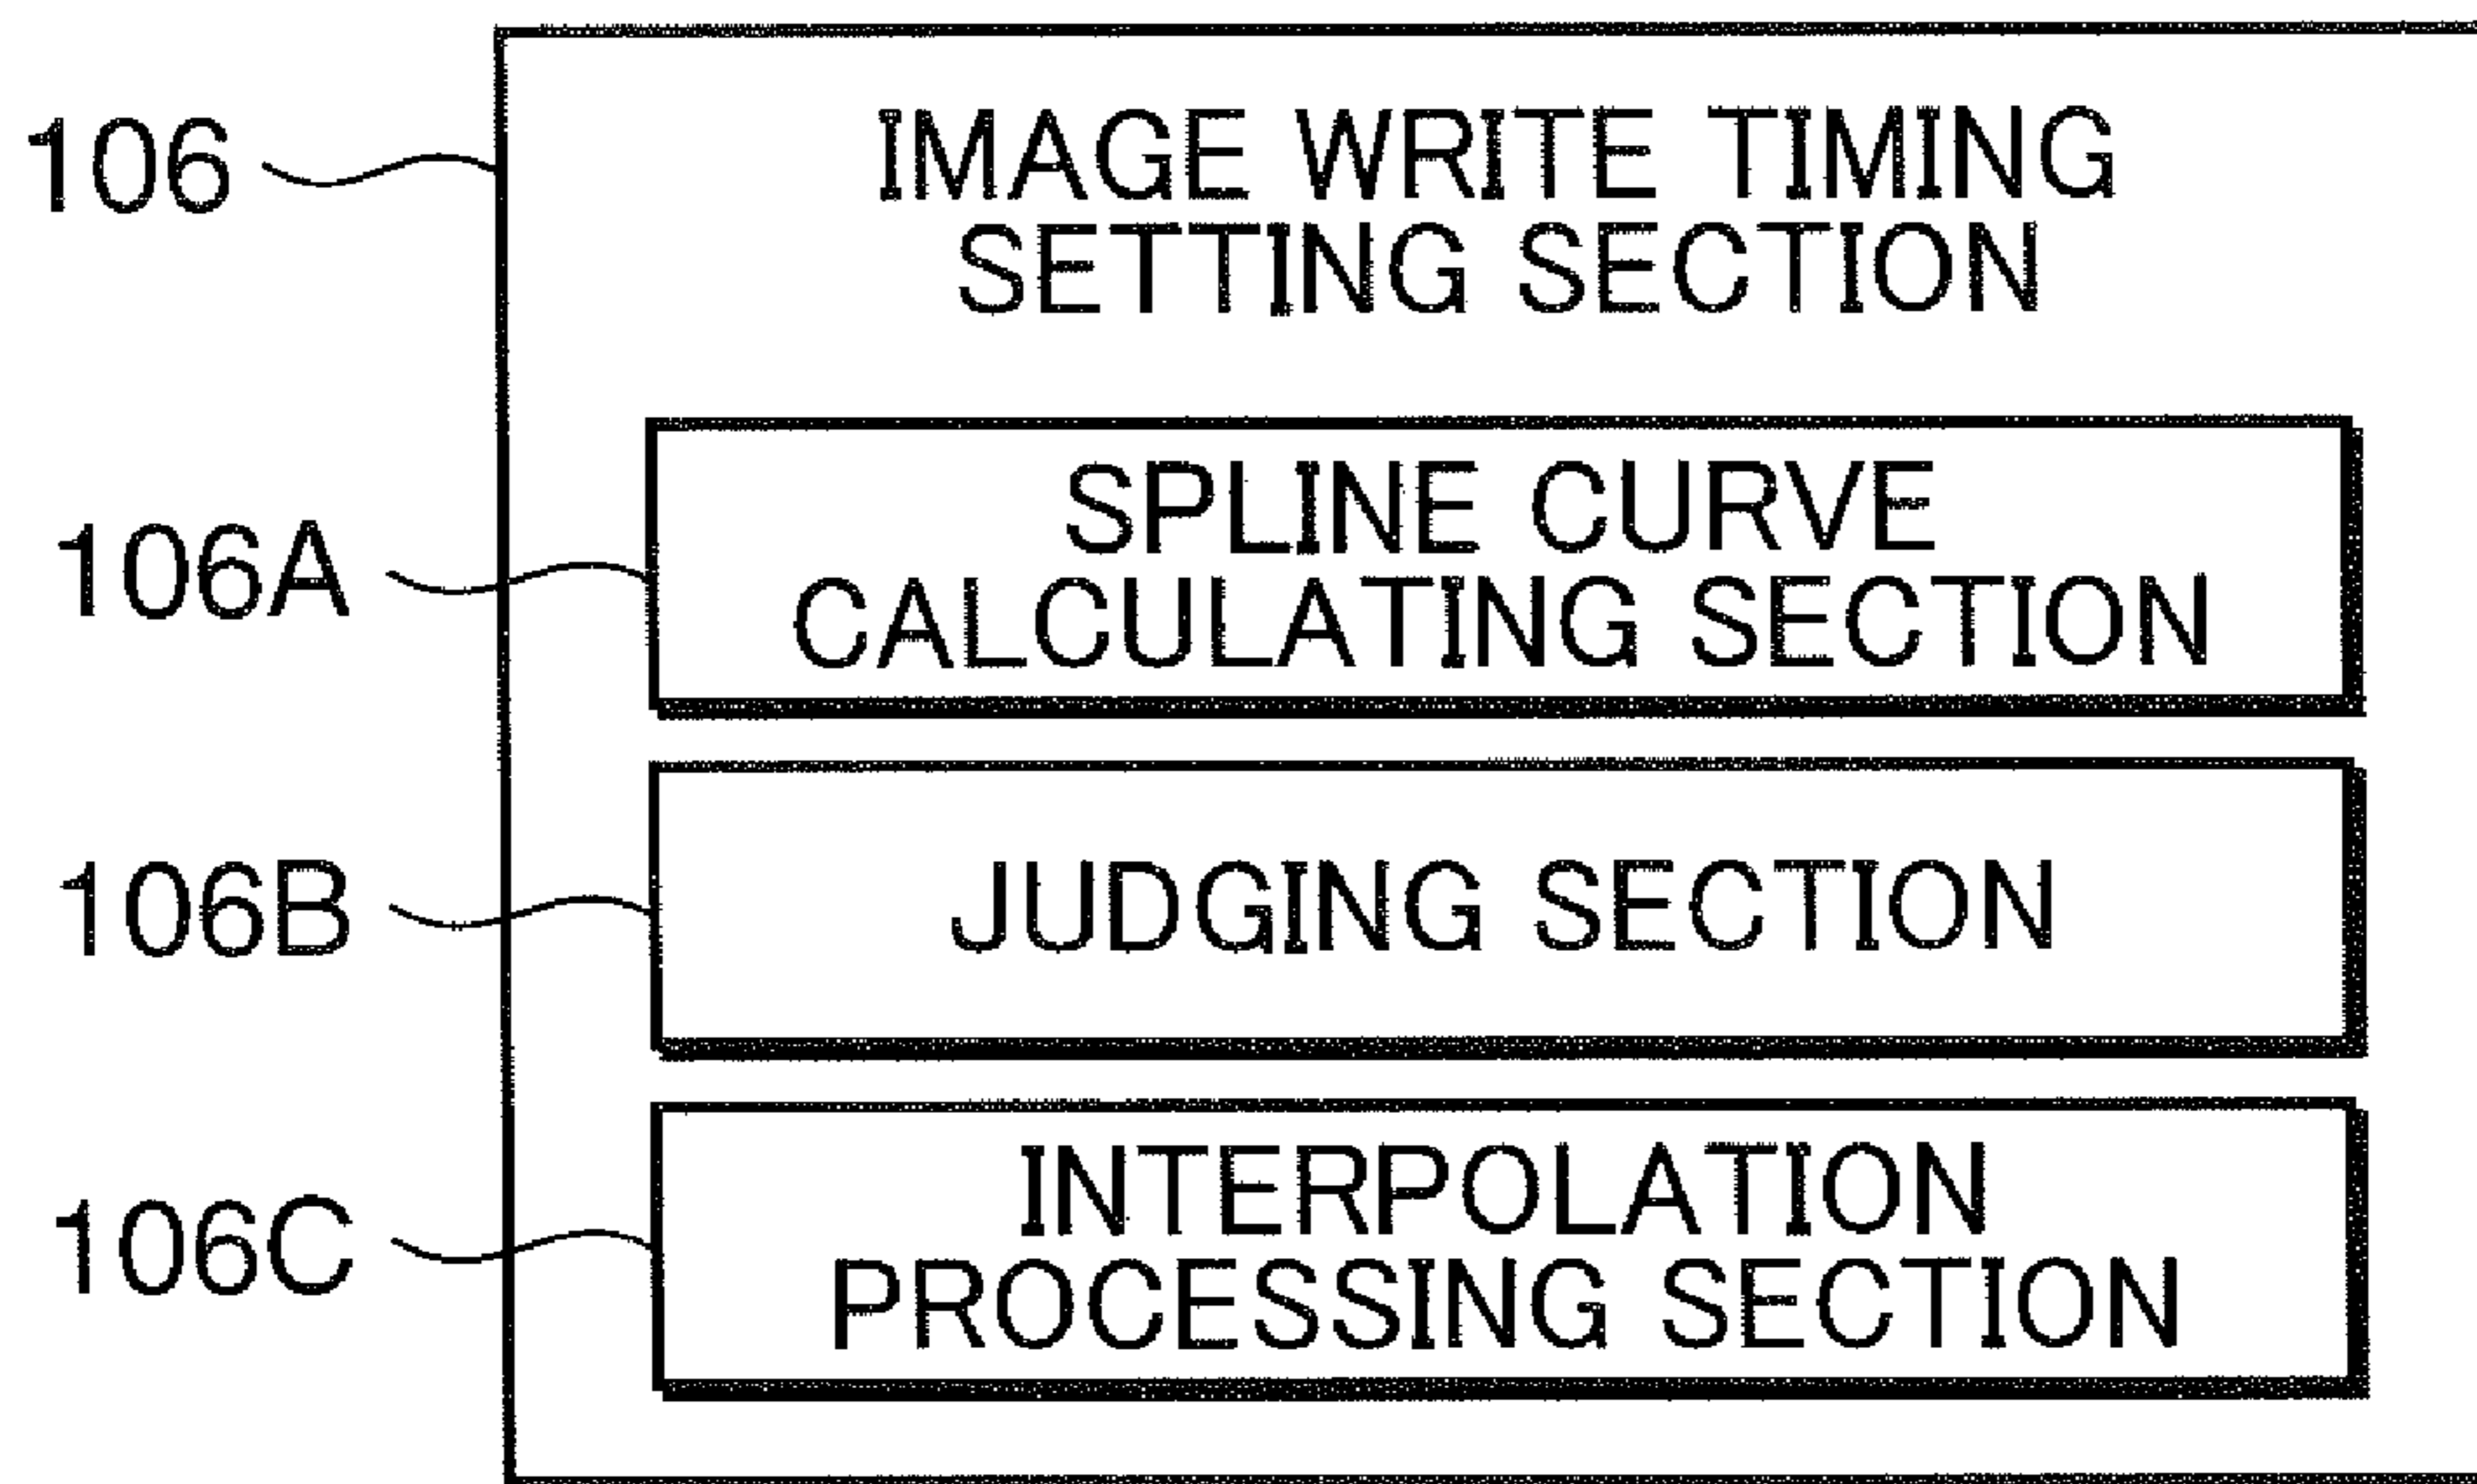 106
IMAGE WRITE TIMING
SETTING SECTION
106A
SPLINE CURVE
CALCULATING SECTION
106B
JUDGING SECTION
106C
INTERPOLATION
PROCESSING SECTION